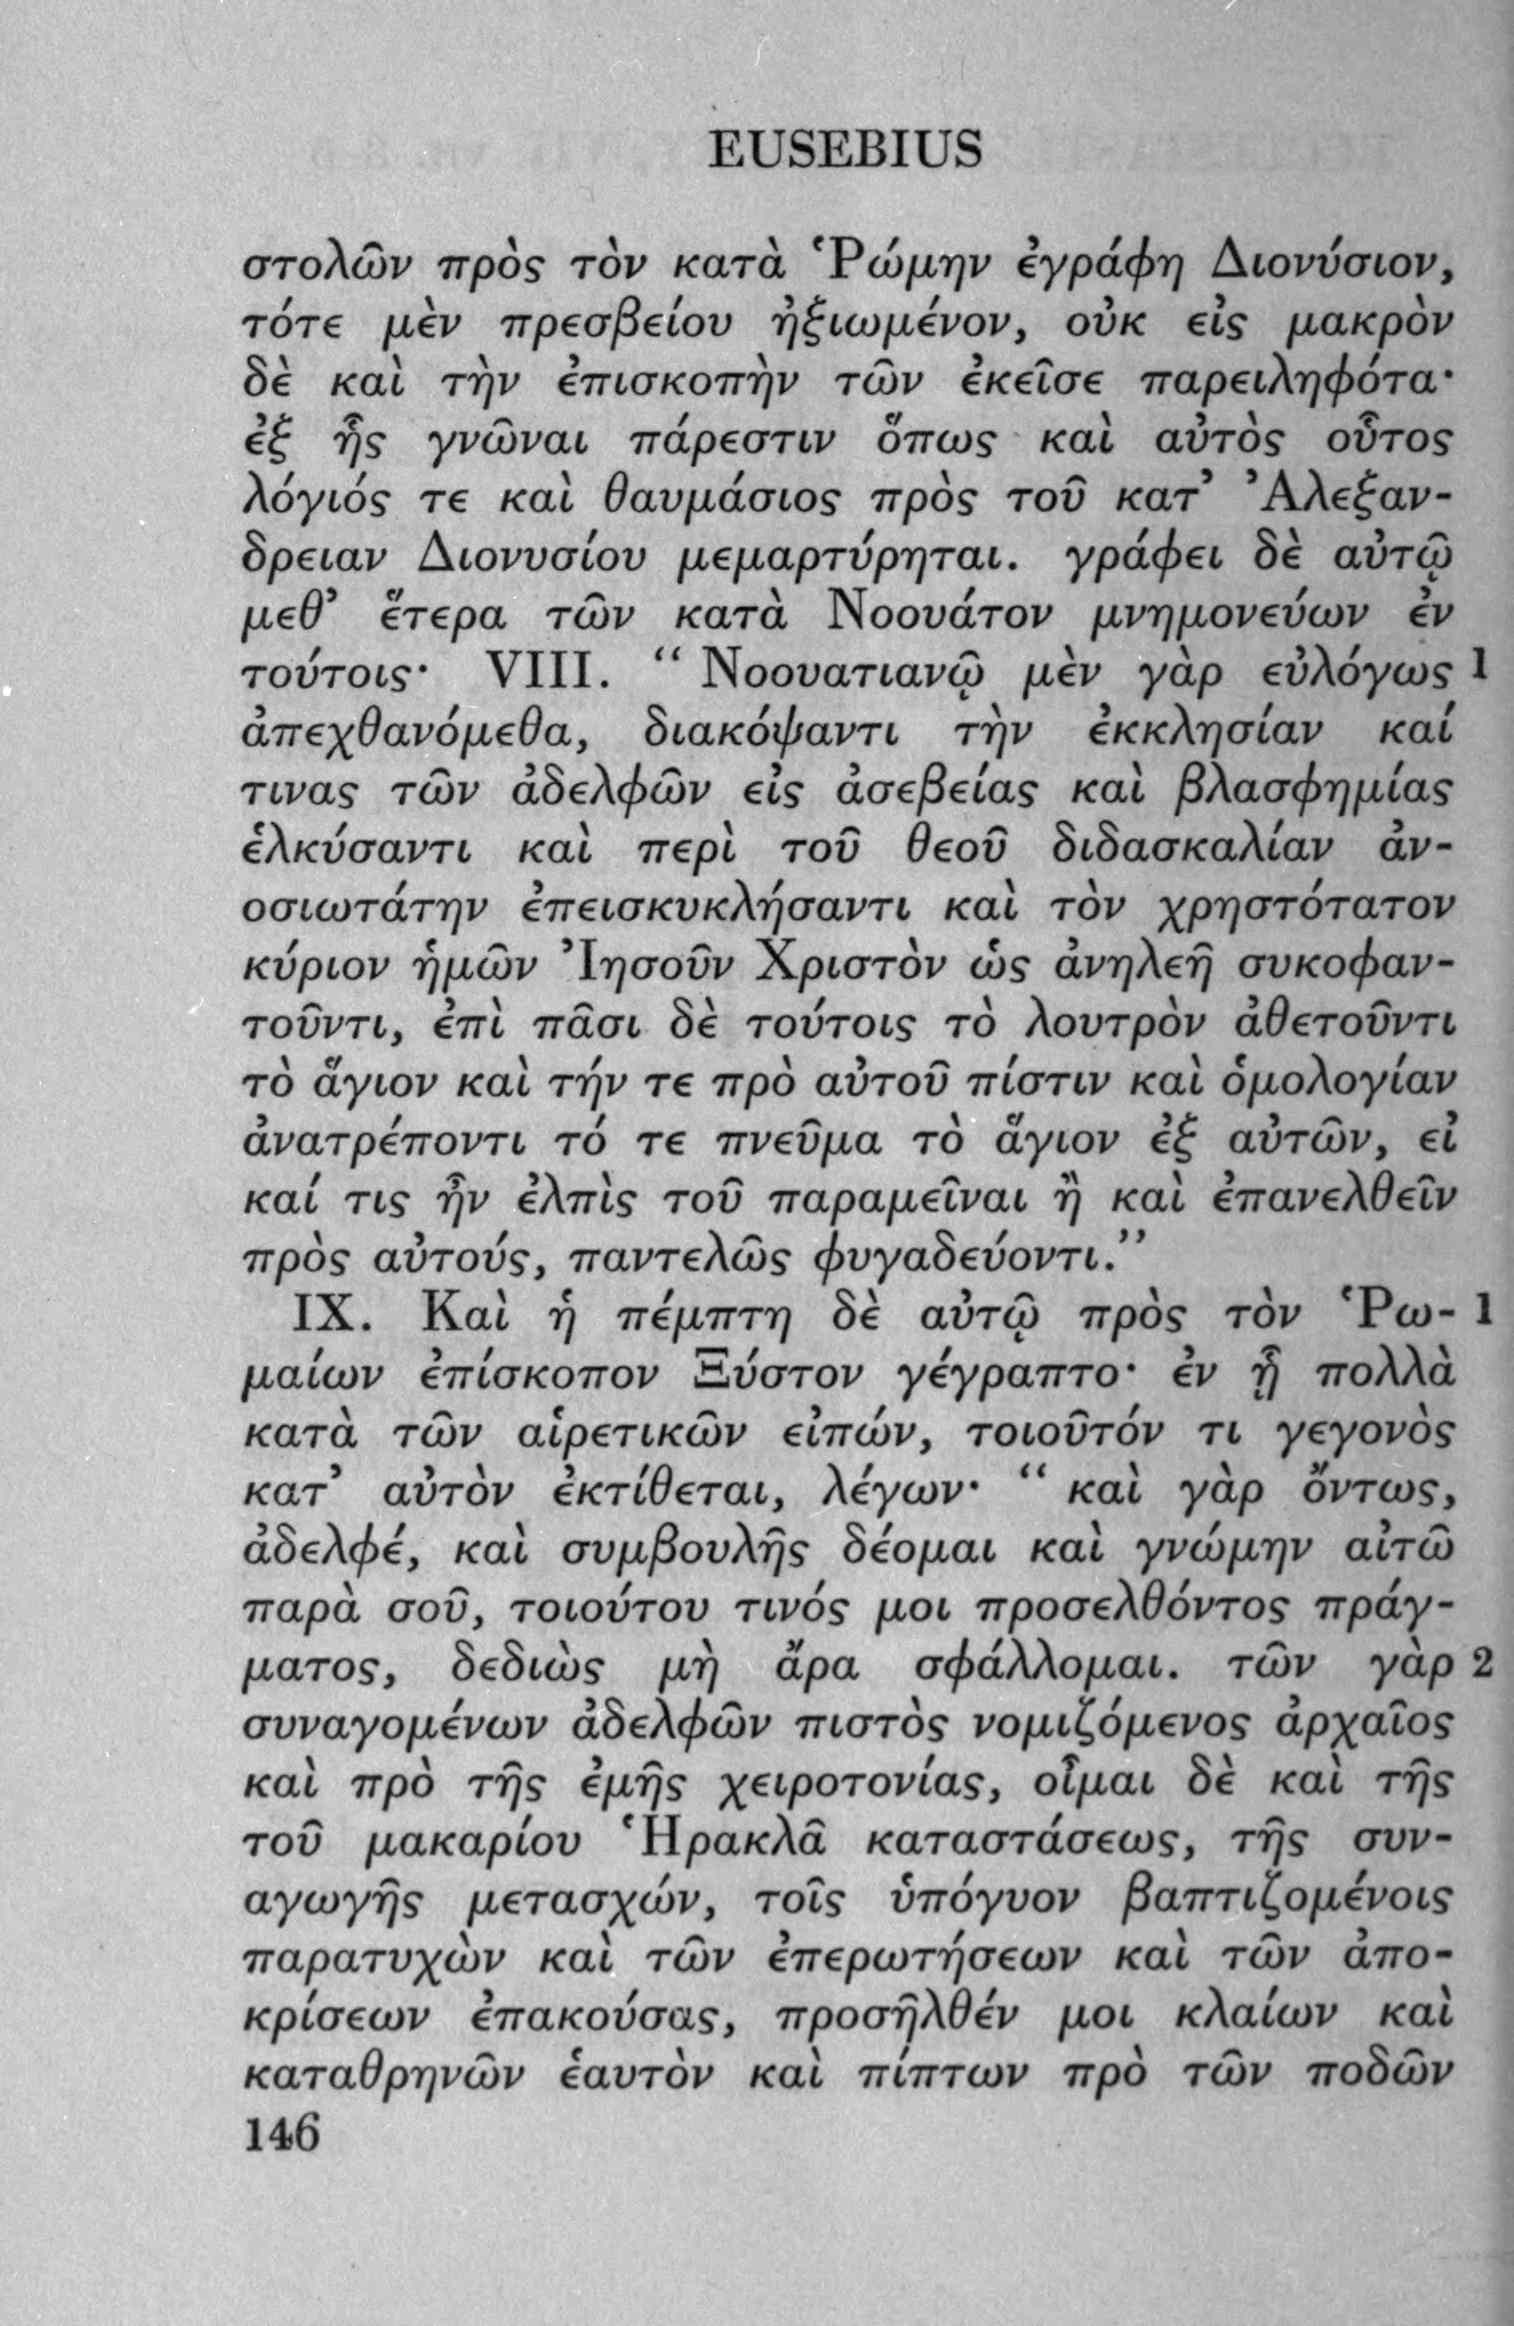 EUSEBIUS
στολῶν πρὸς τὸν κατὰ Ῥώμην ἐγράφη Διονύσιον,
τότε μὲν πρεσβείου ἠξιωμένον, οὐκ εἰς μακρὸν
δὲ καὶ τὴν ἐπισκοπὴν τῶν ἐκεῖσε παρειληφότα·
ἐξ ἧς γνῶναι πάρεστιν ὅπως καὶ αὐτὸς οὗτος
λόγιός τε καὶ θαυμάσιος πρὸς τοῦ κατ’ Ἀλεξαν-
δρειαν Διονυσίου μεμαρτύρηται. γράφει δὲ αὐτῷ
μεθ’ ἕτερα τῶν κατὰ Νοουάτον μνημονεύων ἐν
τούτοις· VIII. “ Νοουατιανῷ μὲν γὰρ εὐλόγως 1
ἀπεχθανόμεθα, διακόψαντι τὴν ἐκκλησίαν καί
τινας τῶν ἀδελφῶν εἰς ἀσεβείας καὶ βλασφημίας
ἑλκύσαντι καὶ περὶ τοῦ θεοῦ διδασκαλίαν ἀν-
οσιωτάτην ἐπεισκυκλήσαντι καὶ τὸν χρηστότατον
κύριον ἡμῶν Ἰησοῦν Χριστὸν ὡς ἀνηλεῆ συκοφαν-
τοῦντι, ἐπὶ πᾶσι δὲ τούτοις τὸ λουτρὸν ἀθετοῦντι
τὸ ἅγιον καὶ τήν τε πρὸ αὐτοῦ πίστιν καὶ ὁμολογίαν
ἀνατρέποντι τό τε πνεῦμα τὸ ἅγιον ἐξ αὐτῶν, εἰ
καί τις ἦν ἐλπὶς τοῦ παραμεῖναι ἢ καὶ ἐπανελθεῖν
πρὸς αὐτούς, παντελῶς φυγαδεύοντι.”
IX. Καὶ ἡ πέμπτη δὲ αὐτῷ πρὸς τὸν Ῥω- 1
μαίων ἐπίσκοπον Ξύστον γέγραπτο· ἐν ᾗ πολλὰ
κατὰ τῶν αἱρετικῶν εἰπών, τοιοῦτόν τι γεγονὸς
κατ’ αὐτὸν ἐκτίθεται, λέγων· “ καὶ γὰρ ὄντως,
ἀδελφέ, καὶ συμβουλῆς δέομαι καὶ γνώμην αἰτῶ
παρὰ σοῦ, τοιούτου τινός μοι προσελθόντος πράγ-
ματος, δεδιὼς μὴ ἄρα σφάλλομαι. τῶν γὰρ 2
συναγομένων ἀδελφῶν πιστὸς νομιζόμενος ἀρχαῖος
καὶ πρὸ τῆς ἐμῆς χειροτονίας, οἶμαι δὲ καὶ τῆς
τοῦ μακαρίου Ἡρακλᾶ καταστάσεως, τῆς συν-
αγωγῆς μετασχών, τοῖς ὑπόγυον βαπτιζομένοις
παρατυχὼν καὶ τῶν ἐπερωτήσεων καὶ τῶν ἀπο-
κρίσεων ἐπακούσας, προσῆλθέν μοι κλαίων καὶ
καταθρηνῶν ἑαυτὸν καὶ πίπτων πρὸ τῶν ποδῶν
146